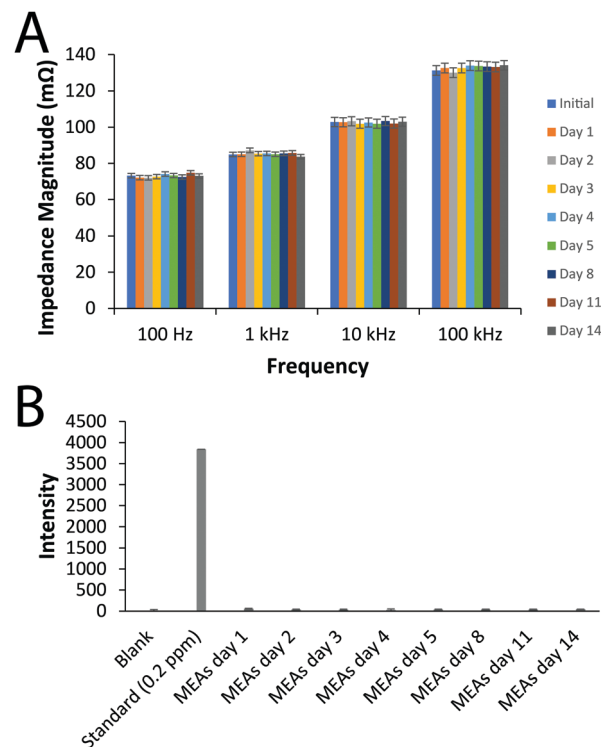 A
Impedance Magnitude (mΩ)
140
120
100
80
60
40
20
0
100 Hz
1 kHz
10 kHz
100 kHz
Frequency
Initial
Day 1
Day 2
Day 3
Day 4
Day 5
Day 8
Day 11
Day 14
B
Intensity
4500
4000
3500
3000
2500
2000
1500
1000
500
0
Blank
Standard (0.2 ppm)
MEAs day 1
MEAs day 2
MEAs day 3
MEAs day 4
MEAs day 5
MEAs day 8
MEAs day 11
MEAs day 14